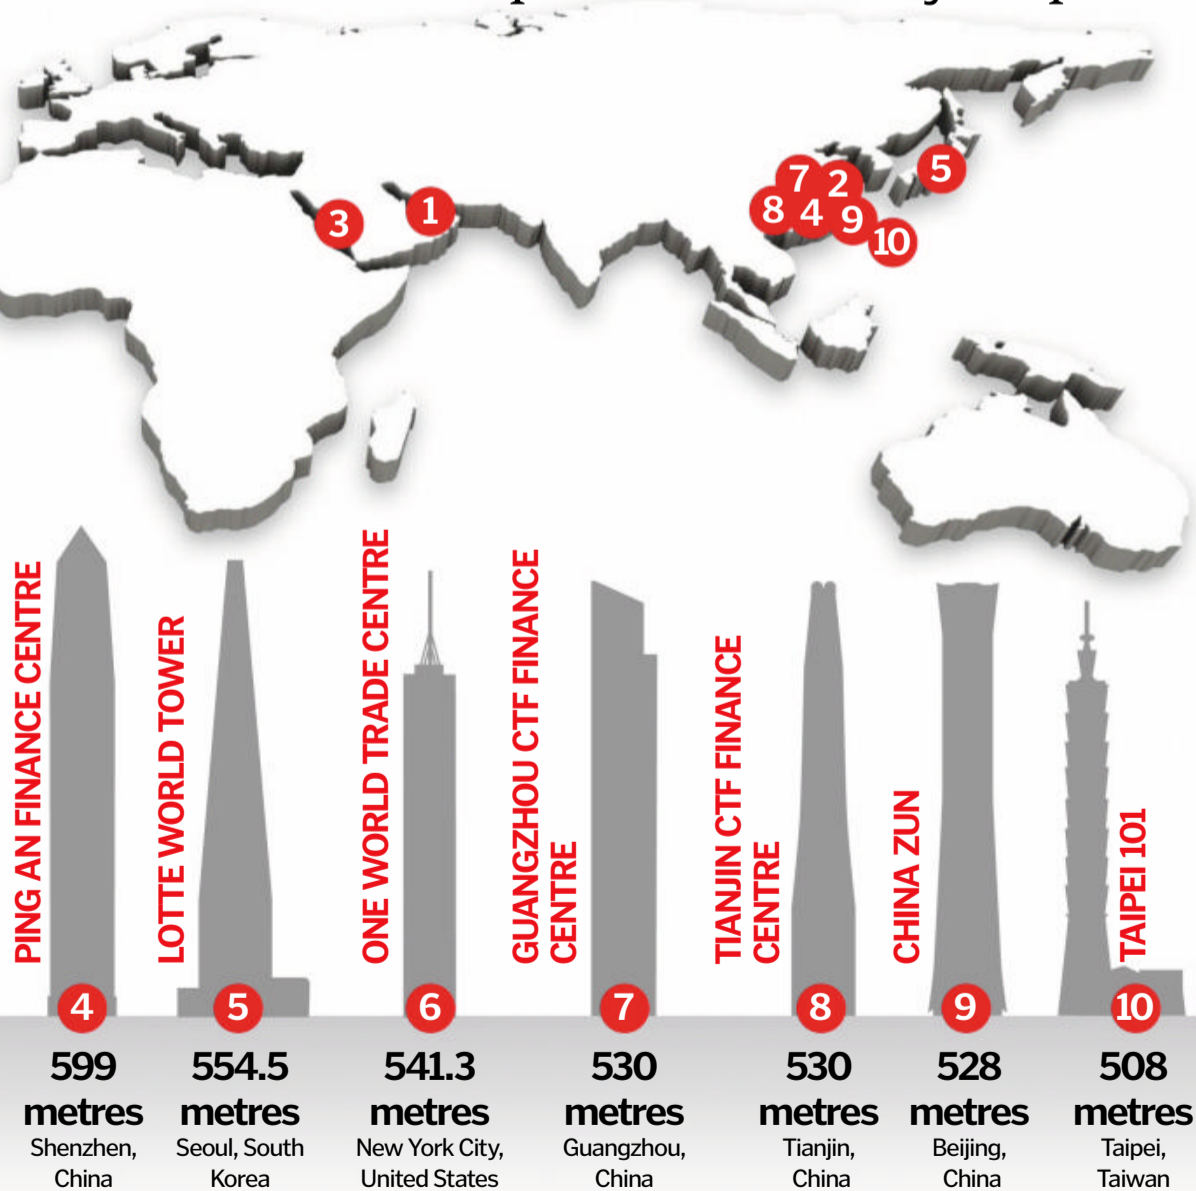 3
1
7
2
5
8
4
9
10
PING AN FINANCE CENTRE
LOTTE WORLD TOWER
ONE WORLD TRADE CENTRE
GUANGZHOU CTF FINANCE
CENTRE
TIANJIN CTF FINANCE
CENTRE
CHINA ZUN
TAIPEI 101
4
5
6
7
8
9
10
599
metres
Shenzhen,
China
554.5
metres
Seoul, South
Korea
541.3
metres
New York City,
United States
530
metres
Guangzhou,
China
530
metres
Tianjin,
China
528
metres
Beijing,
China
508
metres
Taipei,
Taiwan